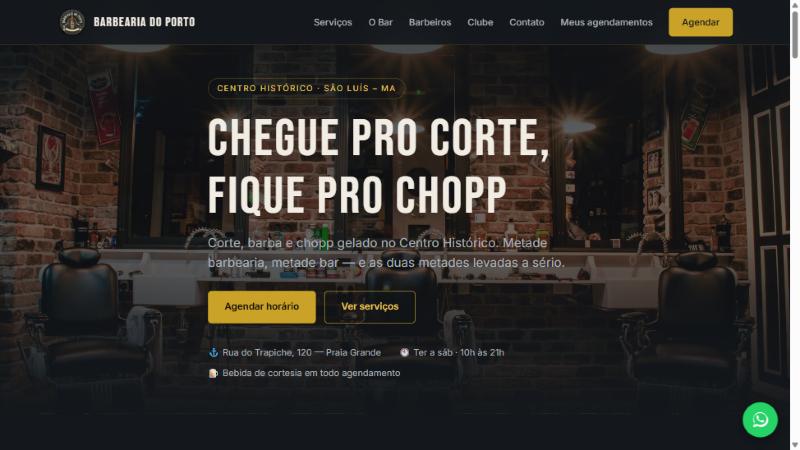 BARBEARIA DO PORTO
Serviços O Bar Barbeiros Clube Contato Meus agendamentos Agendar
CENTRO HISTÓRICO · SÃO LUÍS – MA
CHEGUE PRO CORTE,
FIQUE PRO CHOPP
Corte, barba e chopp gelado no Centro Histórico. Metade
barbearia, metade bar — e as duas metades levadas a sério.
Agendar horário Ver serviços
Rua do Trapiche, 120 — Praia Grande Ter a sáb · 10h às 21h
Bebida de cortesia em todo agendamento